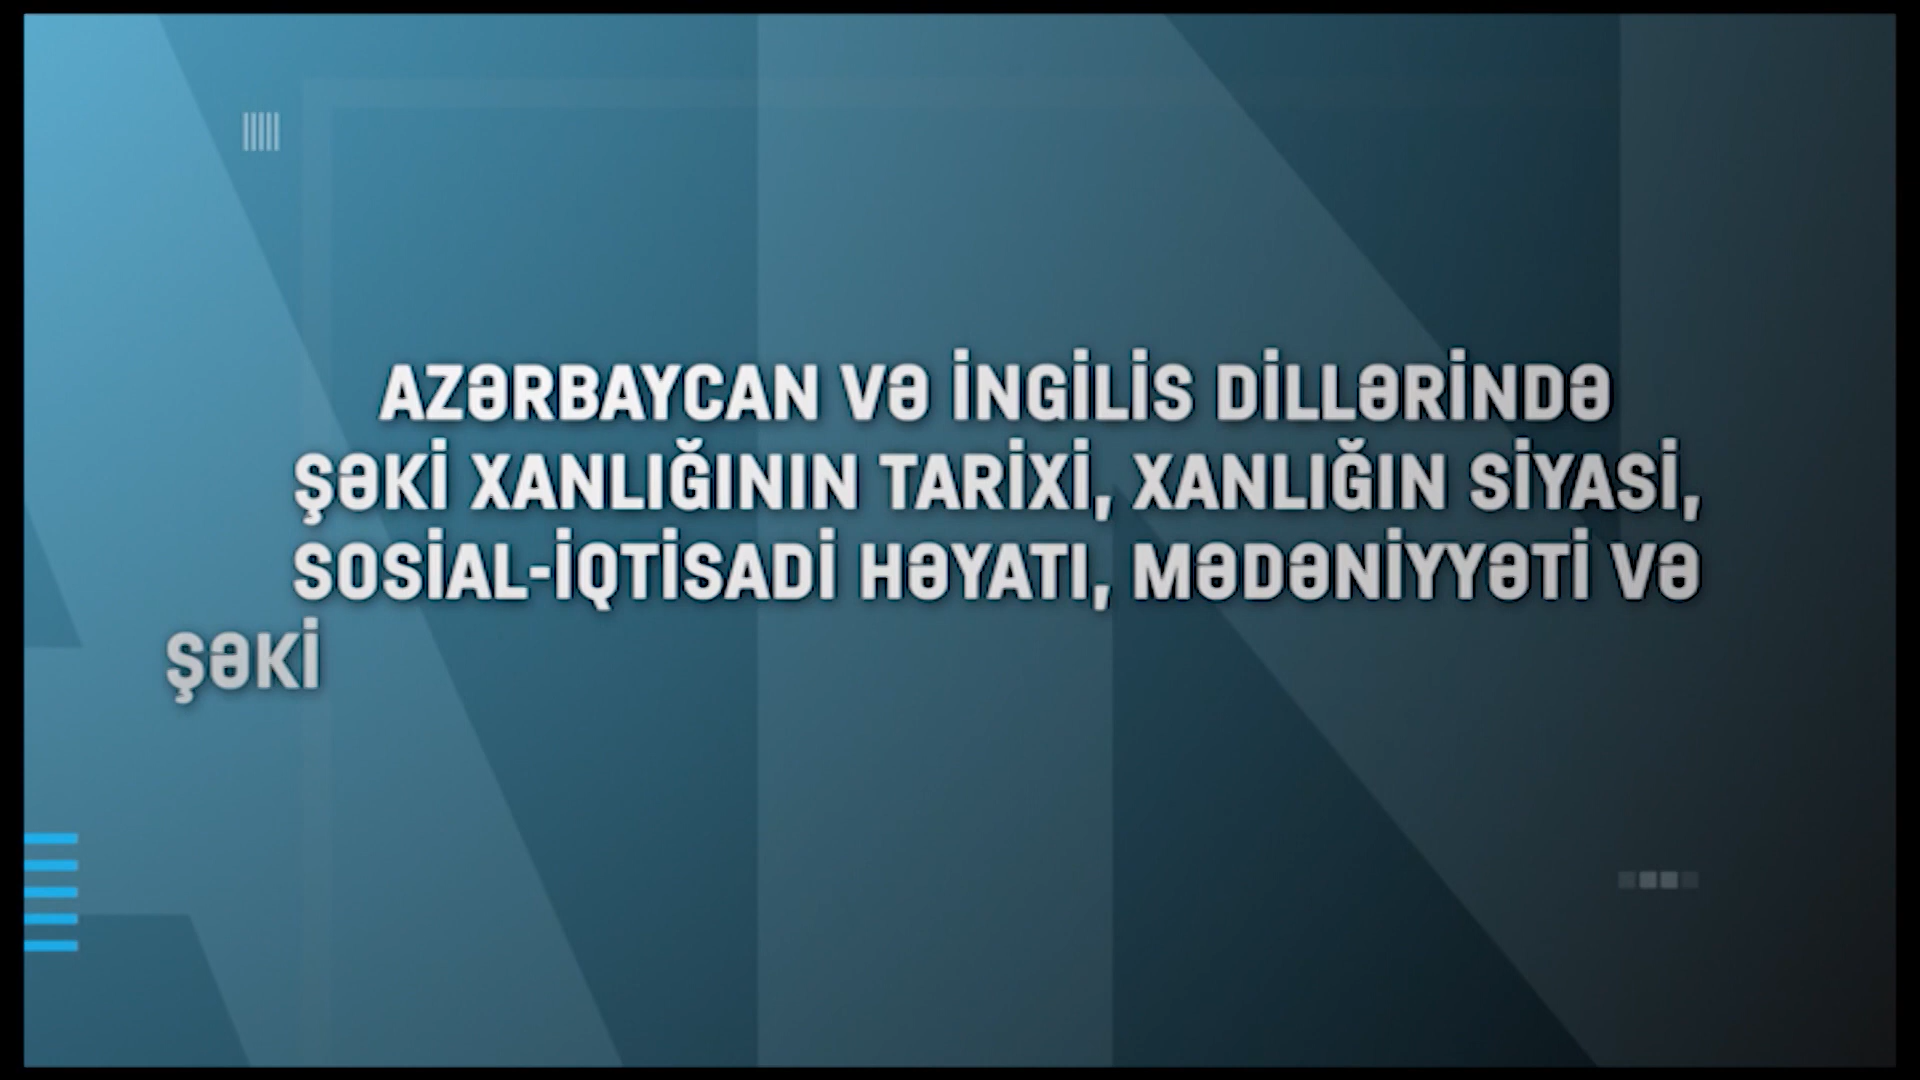 AZƏRBAYCAN VƏ İNGİLİS DİLLƏRİNDƏ
ŞƏKİ XANLIĞININ TARİXİ, XANLIĞIN SİYASİ,
SOSİAL-İQTİSADİ HƏYATI, MƏDƏNİYYƏTİ VƏ
ŞƏKİ